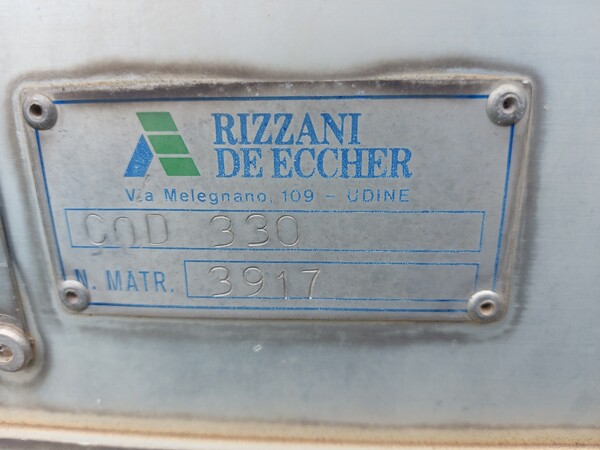 RIZZANI
DE ECCHER
Via Melegnano, 109 - UDINE
COD 330
N. MATR. 3917